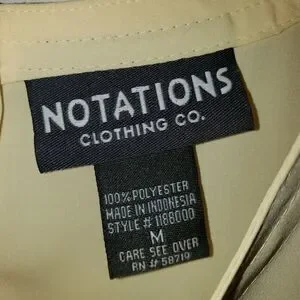 NOTATIONS
CLOTHING CO.
100% POLYESTER
MADE IN INDONESIA
STYLE # 1188000
M
CARE SEE OVER
RN # 58719